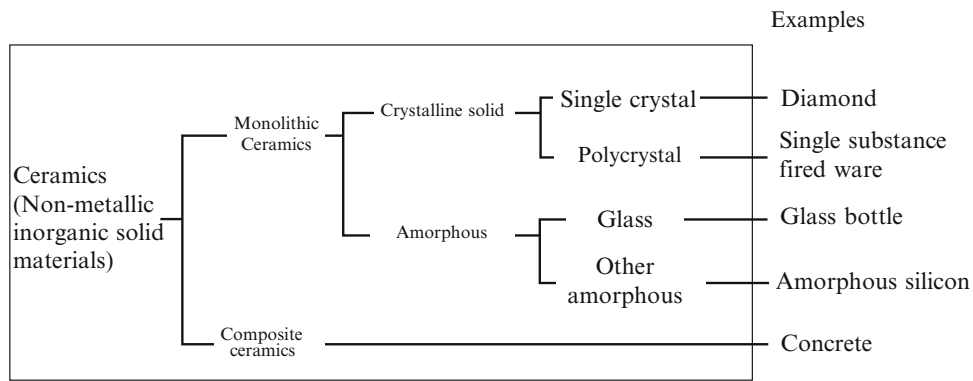 Examples
Ceramics
(Non-metallic
inorganic solid
materials)
Monolithic
Ceramics
Crystalline solid
Single crystal
Diamond
Polycrystal
Single substance
fired ware
Amorphous
Glass
Glass bottle
Other
amorphous
Amorphous silicon
Composite
ceramics
Concrete